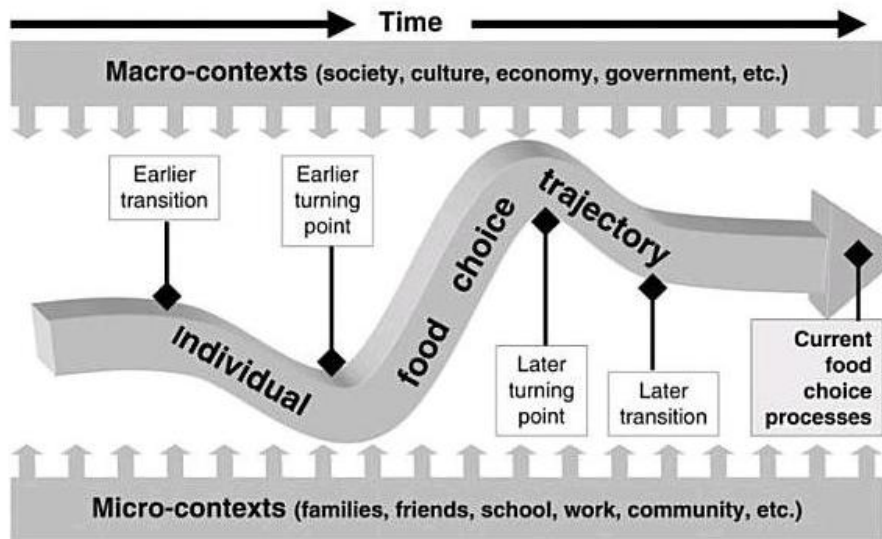 Time
Macro-contexts (society, culture, economy, government, etc.)
Earlier
transition
Earlier
turning
point
Individual food choice trajectory
Later
turning
point
Later
transition
Current
food
choice
processes
Micro-contexts (families, friends, school, work, community, etc.)